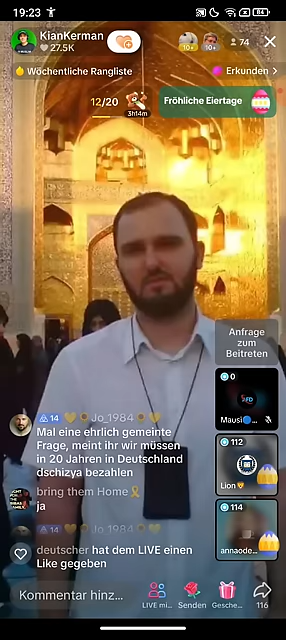 19:23
84
KianKerman
27.5K
10+
10+
74
Wöchentliche Rangliste
Erkunden >
12/20
3h14m
Fröhliche Eiertage
Anfrage
zum
Beitreten
0
Mausi
112
Lion
114
annaode...
14 Jo_1984
Mal eine ehrlich gemeinte
Frage, meint ihr wir müssen
in 20 Jahren in Deutschland
dschizya bezahlen
bring them Home
ja
14 Jo_1984
deutscher hat dem LIVE einen
Like gegeben
Kommentar hinz...
LIVE mi...
Senden
Gesche...
116